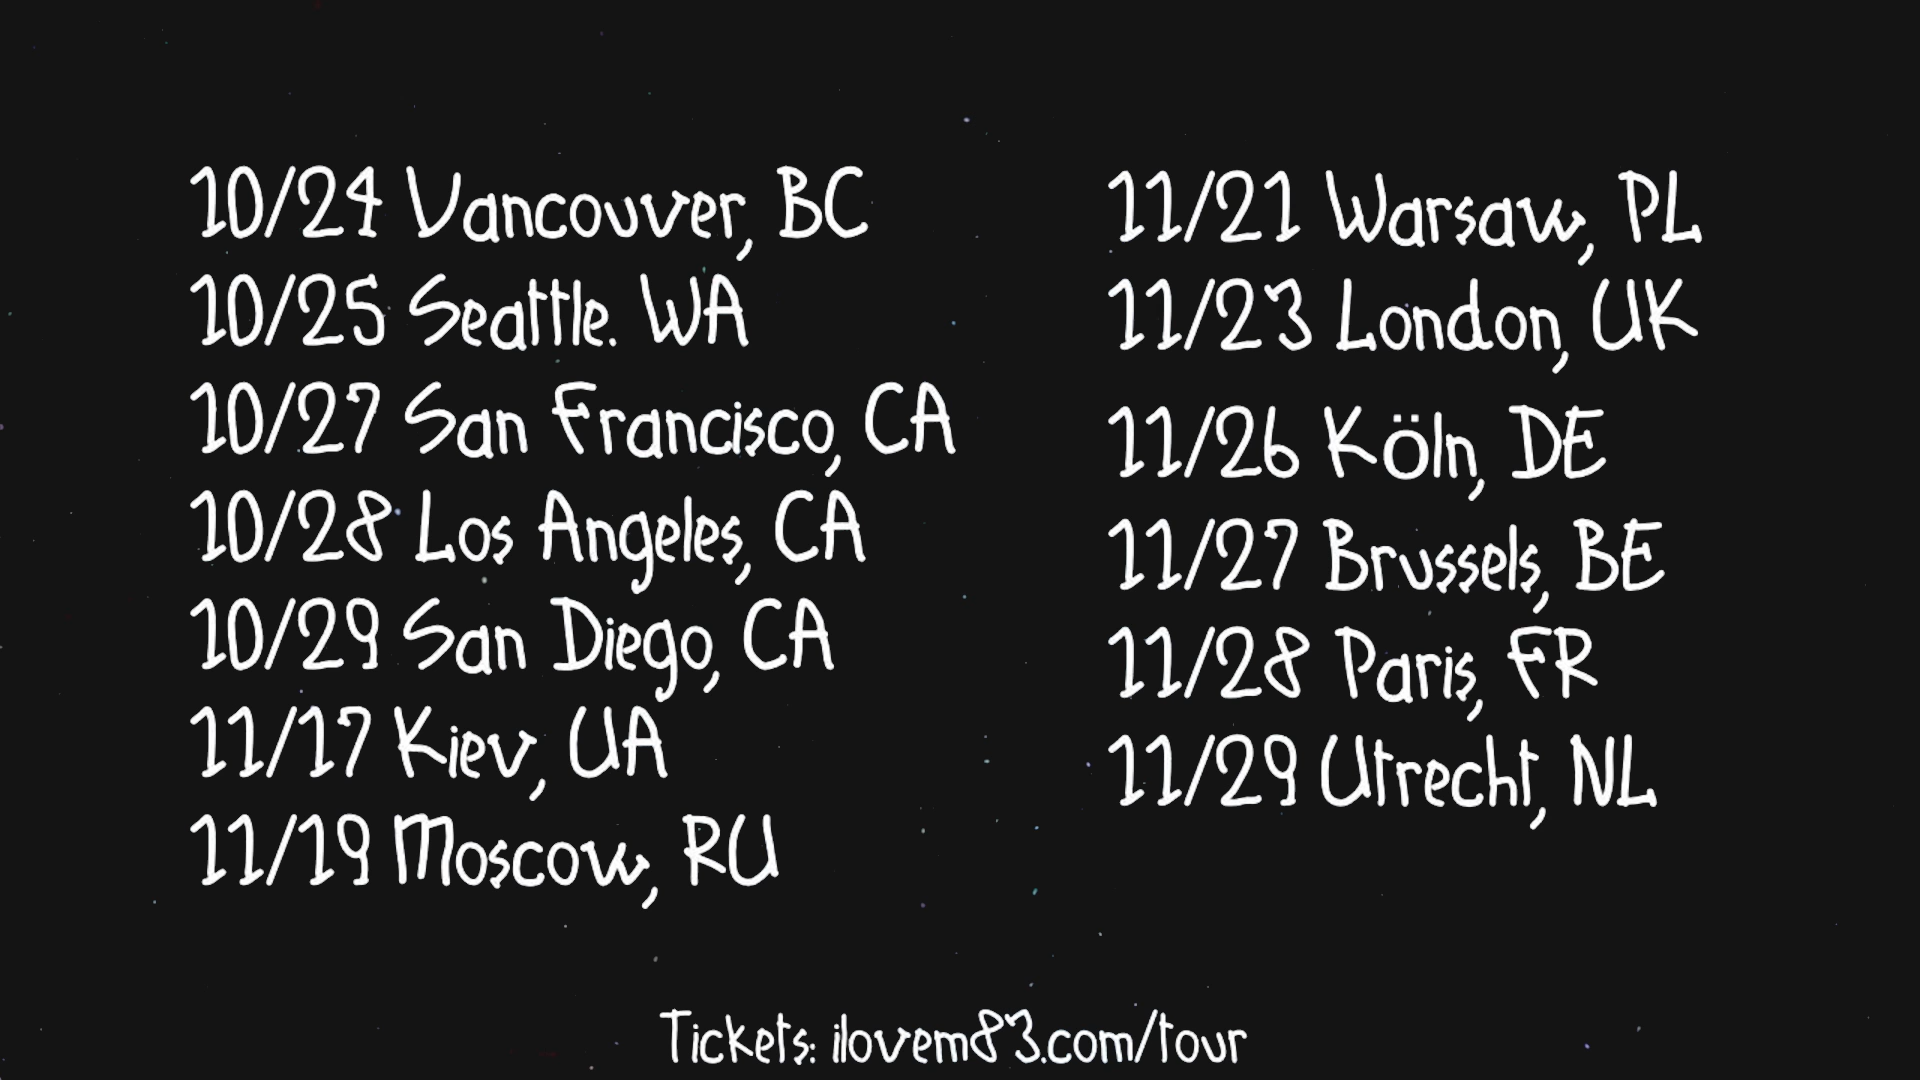 10/24 Vancouver, BC
10/25 Seattle. WA
10/27 San Francisco, CA
10/28 Los Angeles, CA
10/29 San Diego, CA
11/17 Kiev, UA
11/19 Moscow, RU
11/21 Warsaw, PL
11/23 London, UK
11/26 Köln, DE
11/27 Brussels, BE
11/28 Paris, FR
11/29 Utrecht, NL
Tickets: ilovem83.com/tour